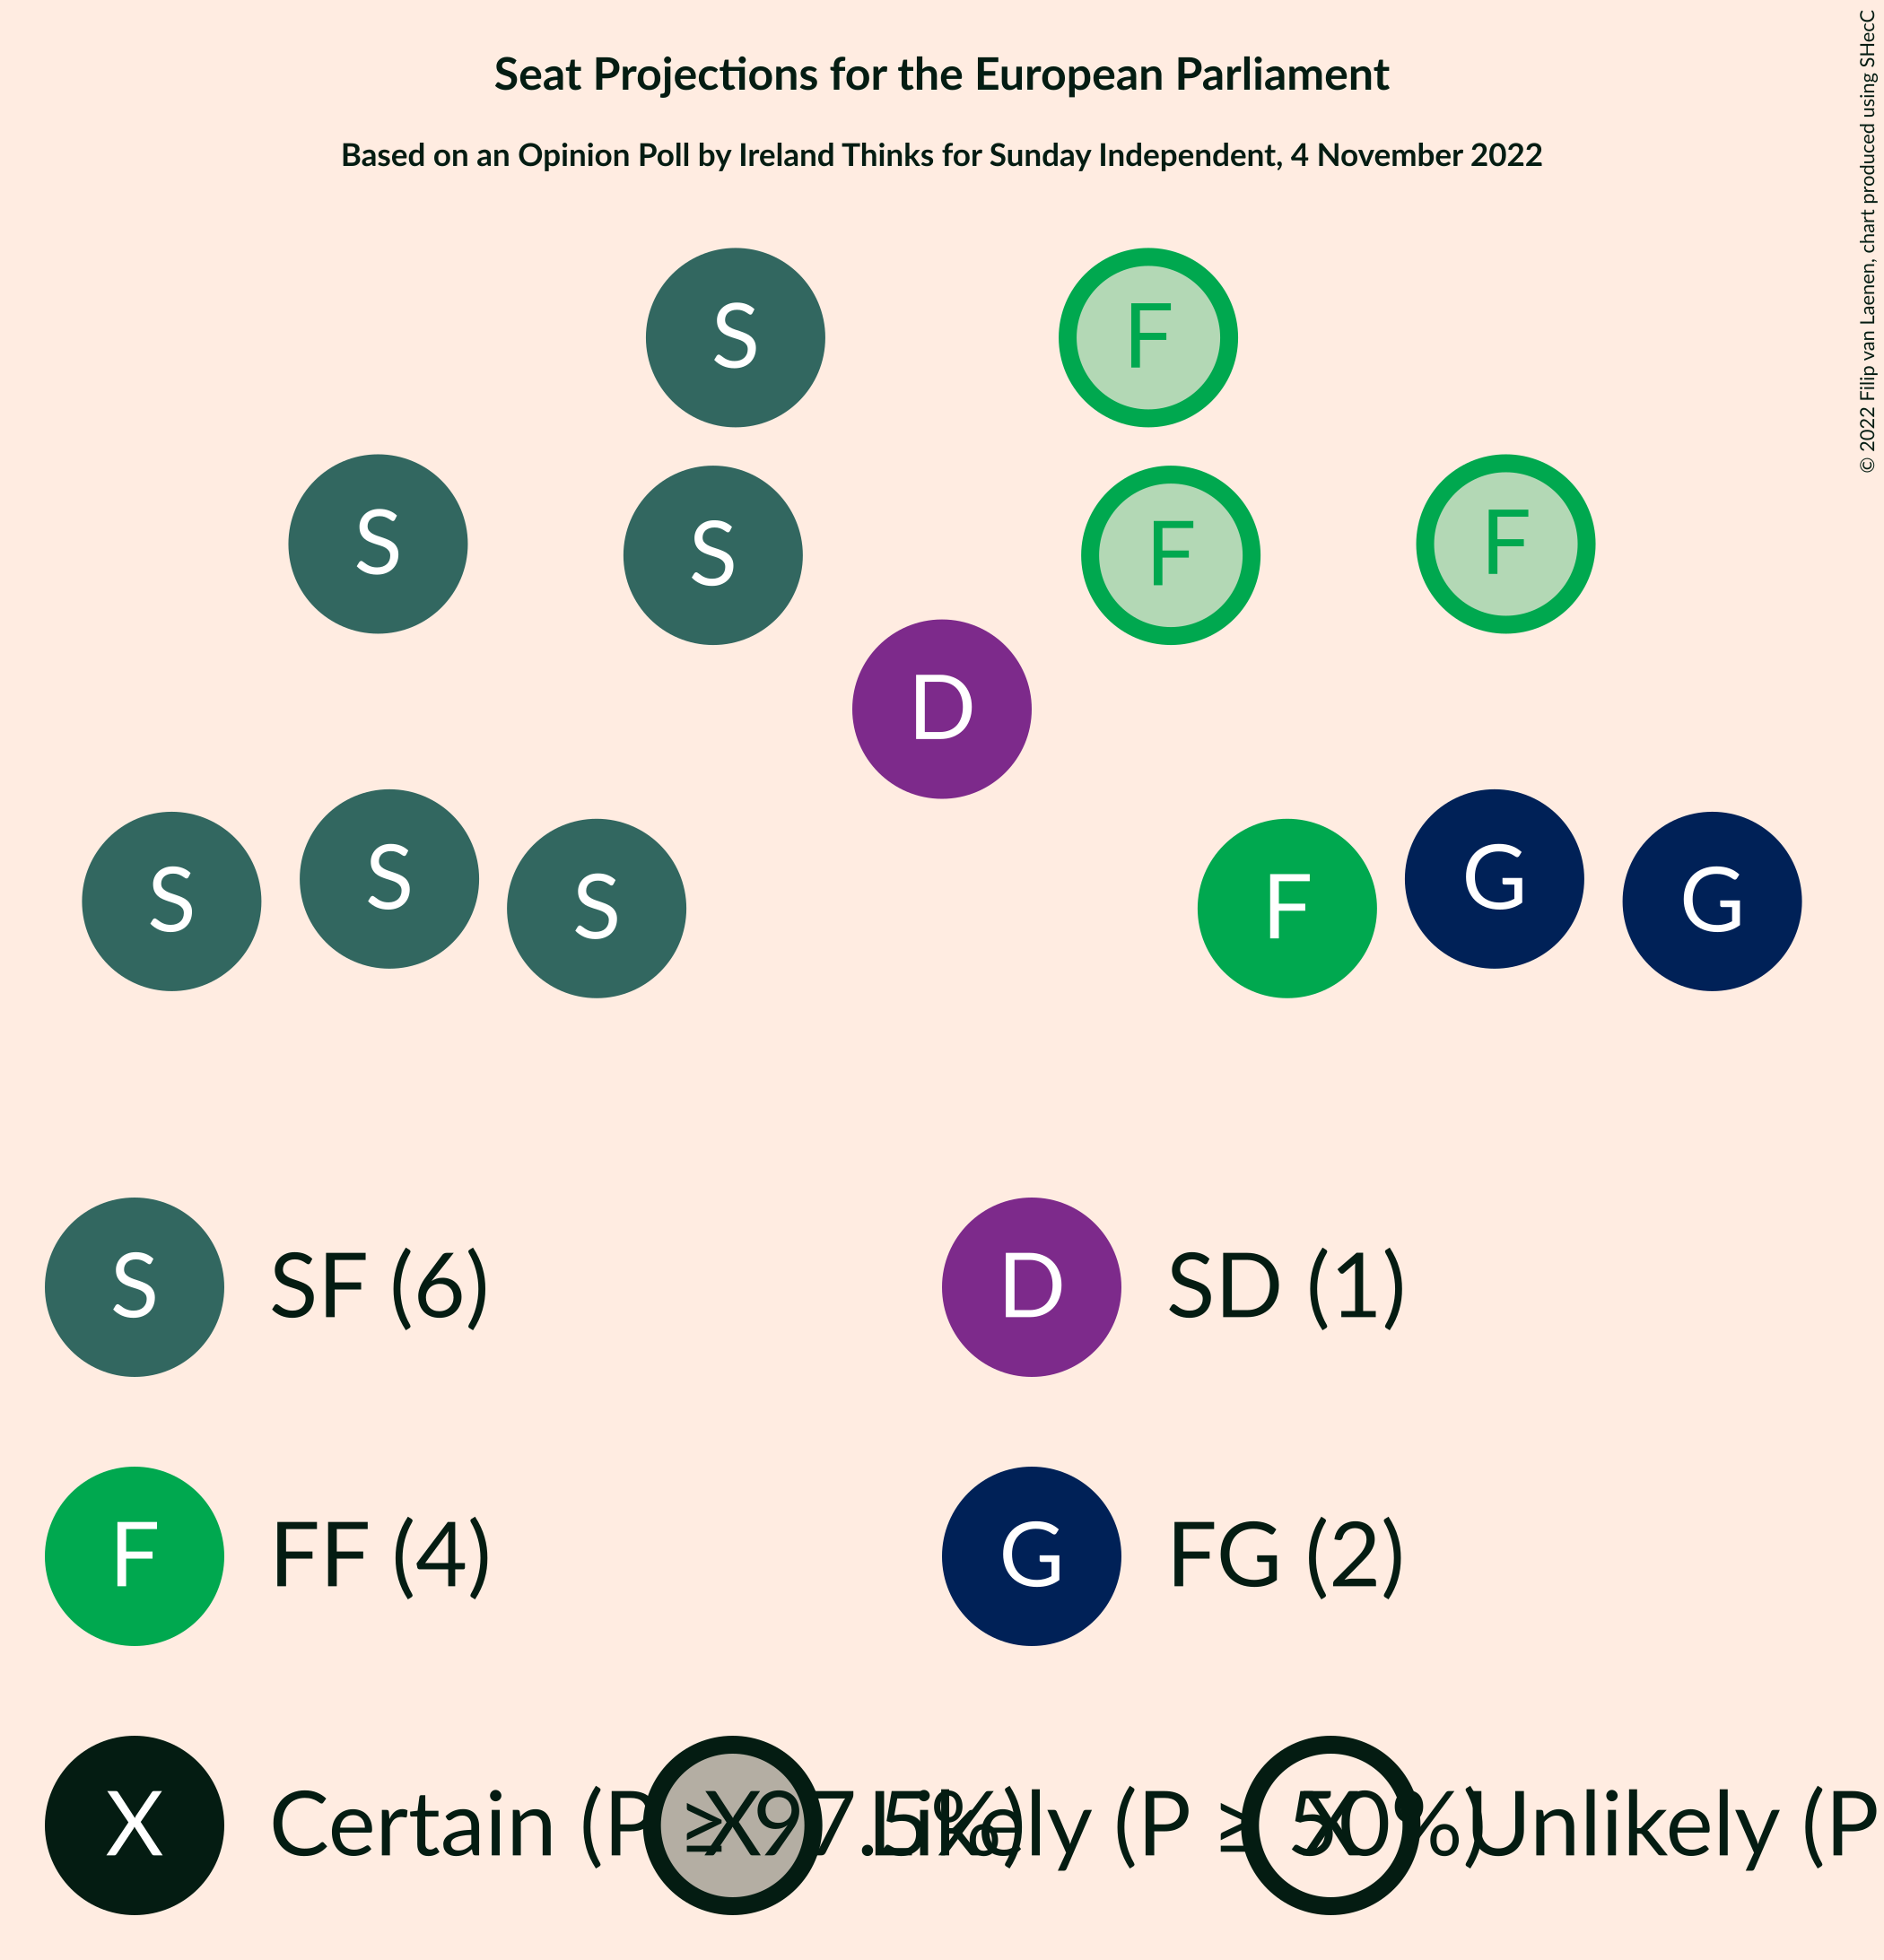 Seat Projections for the European Parliament
Based on an Opinion Poll by Ireland Thinks for Sunday Independent, 4 November 2022
© 2022 Filip van Laenen, chart produced using SHecC
S F
S S F F
D
S S S F G G
S SF (6) D SD (1)
F FF (4) G FG (2)
X Certain (P ≥ 97.5%) X Likely (P ≥ 50%) X Unlikely (P